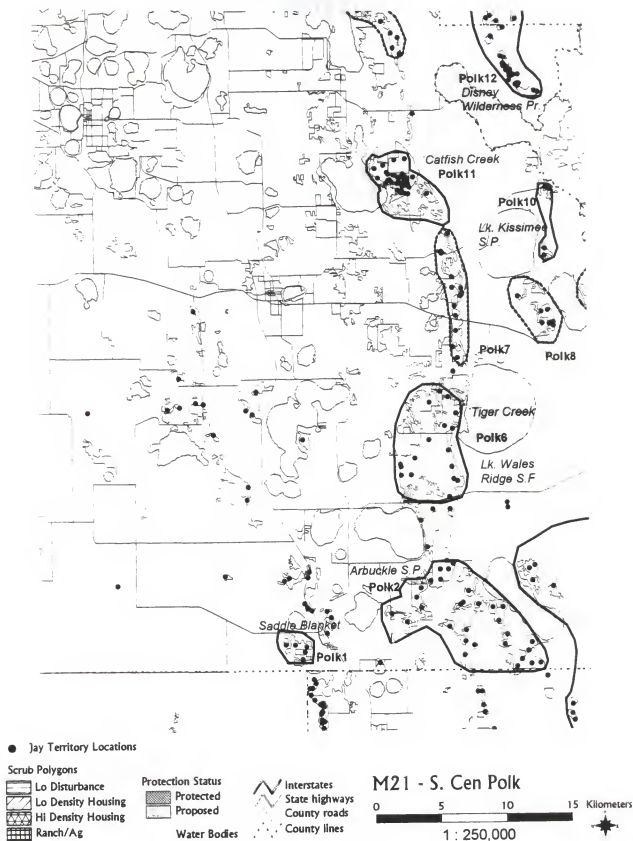 Polk12
Disney
Wilderness Pr.
Catfish Creek
Polk11
Polk10
Lk. Kissimee
S.P.
Polk7
Polk8
Tiger Creek
Polk6
Lk. Wales
Ridge S.F.
Arbuckle S.P.
Polk2
Saddle Blanket
Polk1
Jay Territory Locations
Scrub Polygons
Lo Disturbance
Lo Density Housing
Hi Density Housing
Ranch/Ag
Protection Status
Protected
Proposed
Water Bodies
Interstates
State highways
County roads
County lines
M21 - S. Cen Polk
0 5 10 15 Kilometers
1 : 250,000